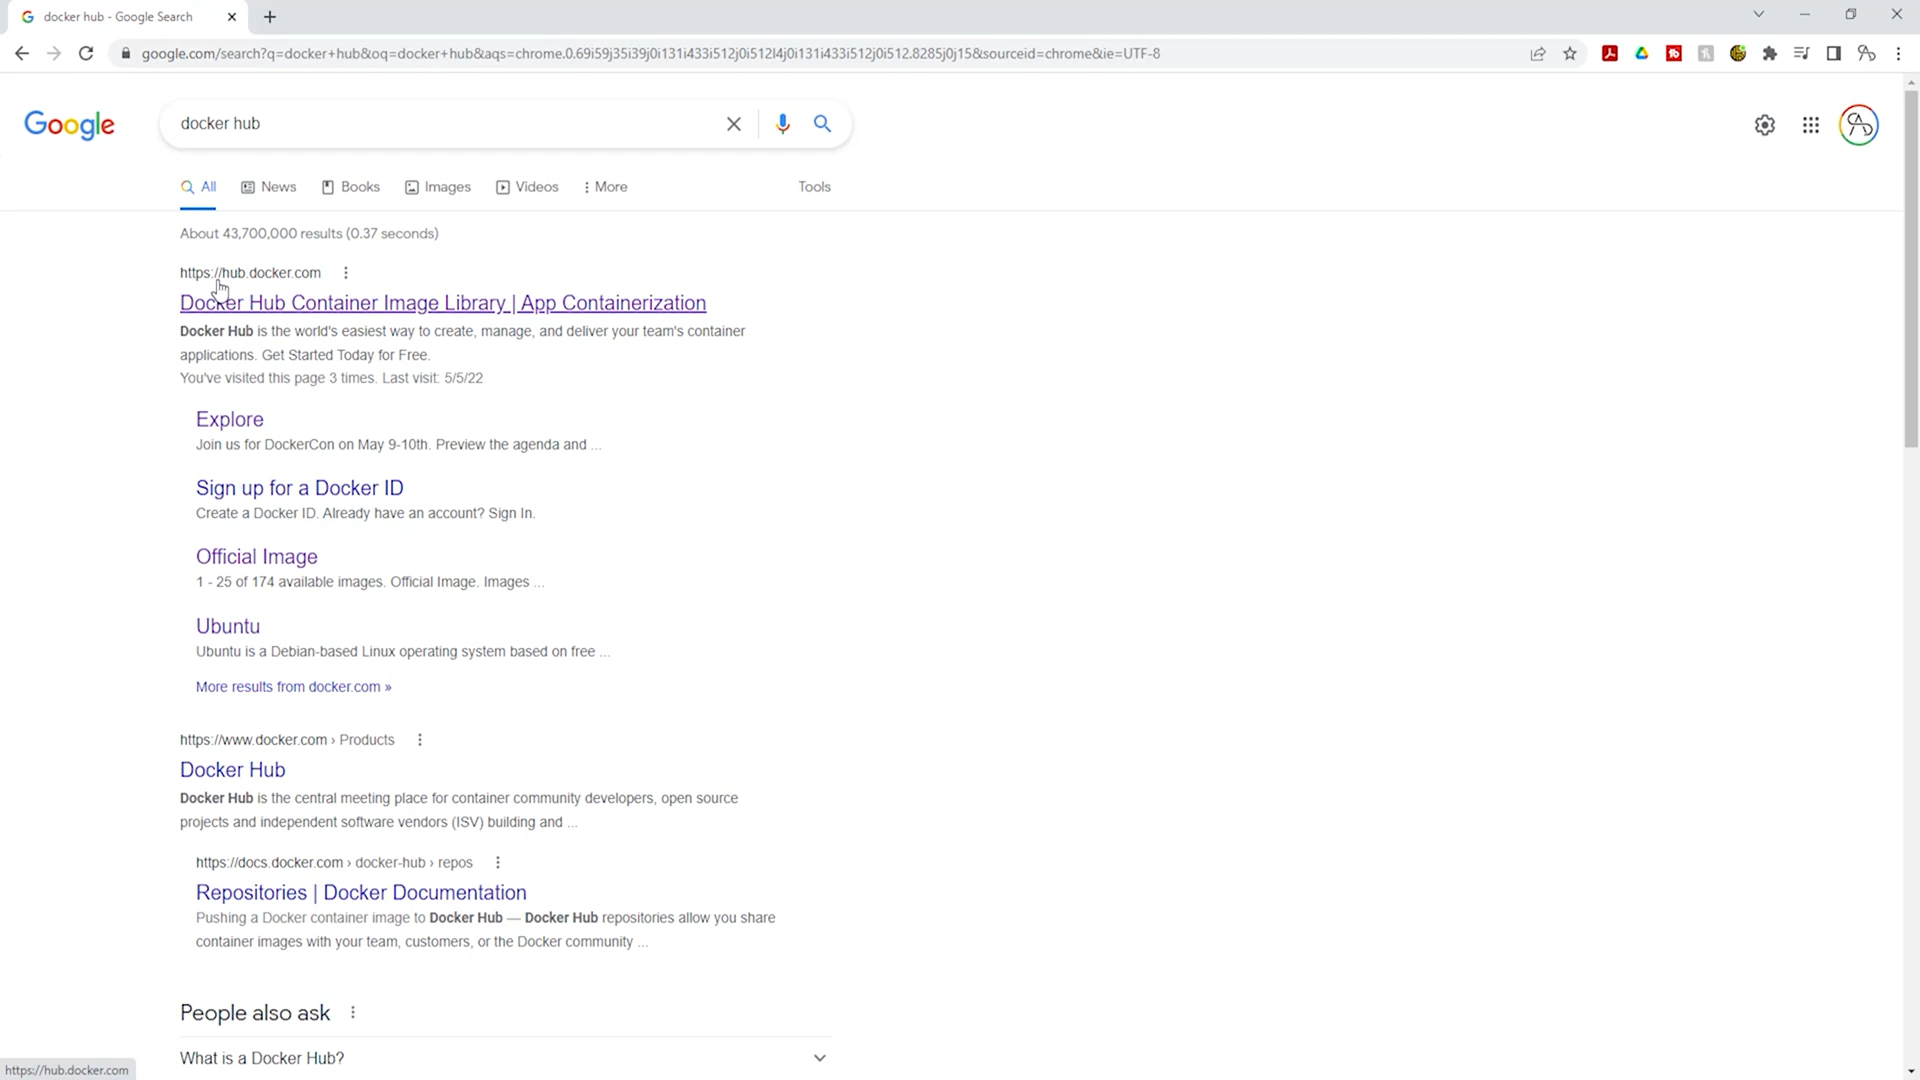 docker hub - Google Search
google.com/search?q=docker+hub&oq=docker+hub&aqs=chrome.0.69i59j35i39j0i131i433i512j0i512l4j0i131i433i512j0i512.8285j0j15&sourceid=chrome&ie=UTF-8
Google
docker hub
All News Books Images Videos More Tools
About 43,700,000 results (0.37 seconds)
https://hub.docker.com
Docker Hub Container Image Library | App Containerization
Docker Hub is the world's easiest way to create, manage, and deliver your team's container
applications. Get Started Today for Free.
You've visited this page 3 times. Last visit: 5/5/22
Explore
Join us for DockerCon on May 9-10th. Preview the agenda and ...
Sign up for a Docker ID
Create a Docker ID. Already have an account? Sign In.
Official Image
1 - 25 of 174 available images. Official Image. Images ...
Ubuntu
Ubuntu is a Debian-based Linux operating system based on free ...
More results from docker.com »
https://www.docker.com › Products
Docker Hub
Docker Hub is the central meeting place for container community developers, open source
projects and independent software vendors (ISV) building and ...
https://docs.docker.com › docker-hub › repos
Repositories | Docker Documentation
Pushing a Docker container image to Docker Hub — Docker Hub repositories allow you share
container images with your team, customers, or the Docker community ...
People also ask
What is a Docker Hub?
https://hub.docker.com